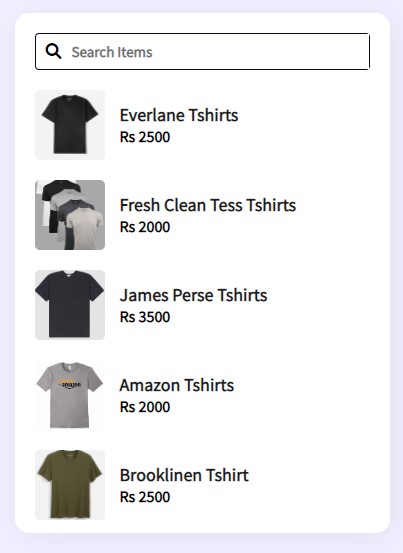 Search Items
Everlane Tshirts
Rs 2500
Fresh Clean Tess Tshirts
Rs 2000
James Perse Tshirts
Rs 3500
amazon
Amazon Tshirts
Rs 2000
Brooklinen Tshirt
Rs 2500